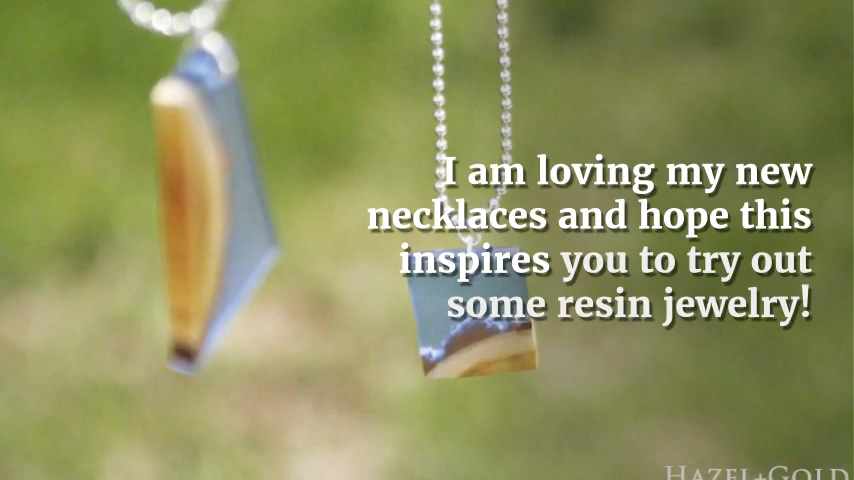 I am loving my new
necklaces and hope this
inspires you to try out
some resin jewelry!
HAZEL+GOLD